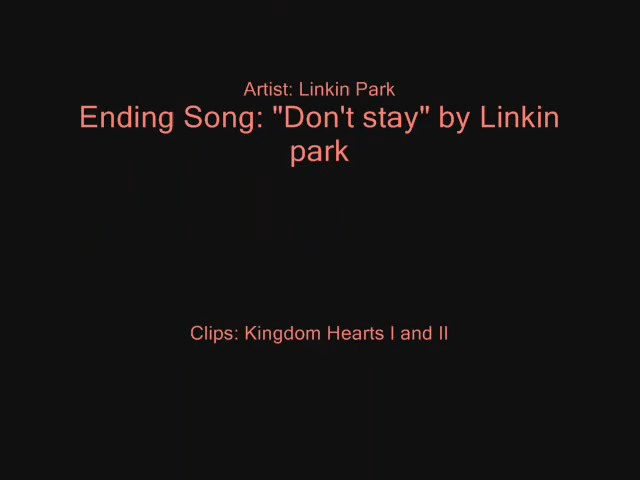 Artist: Linkin Park
Ending Song: "Don't stay" by Linkin
park
Clips: Kingdom Hearts I and II